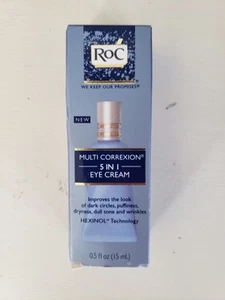 RoC
WE KEEP OUR PROMISES®
NEW
MULTI CORREXION®
5 IN 1
EYE CREAM
Improves the look
of dark circles, puffiness,
dryness, dull tone and wrinkles
HEXINOL® Technology
0.5 fl oz (15 mL)